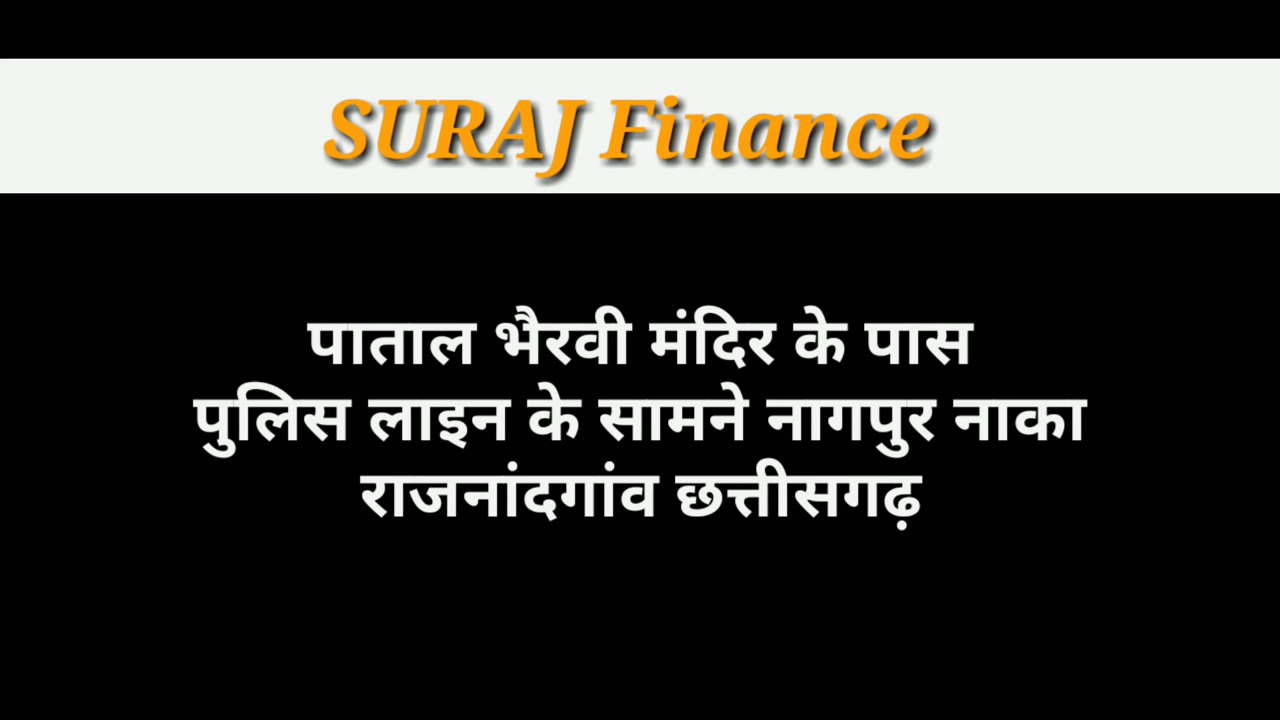 SURAJ Finance
पाताल भैरवी मंदिर के पास
पुलिस लाइन के सामने नागपुर नाका
राजनांदगांव छत्तीसगढ़